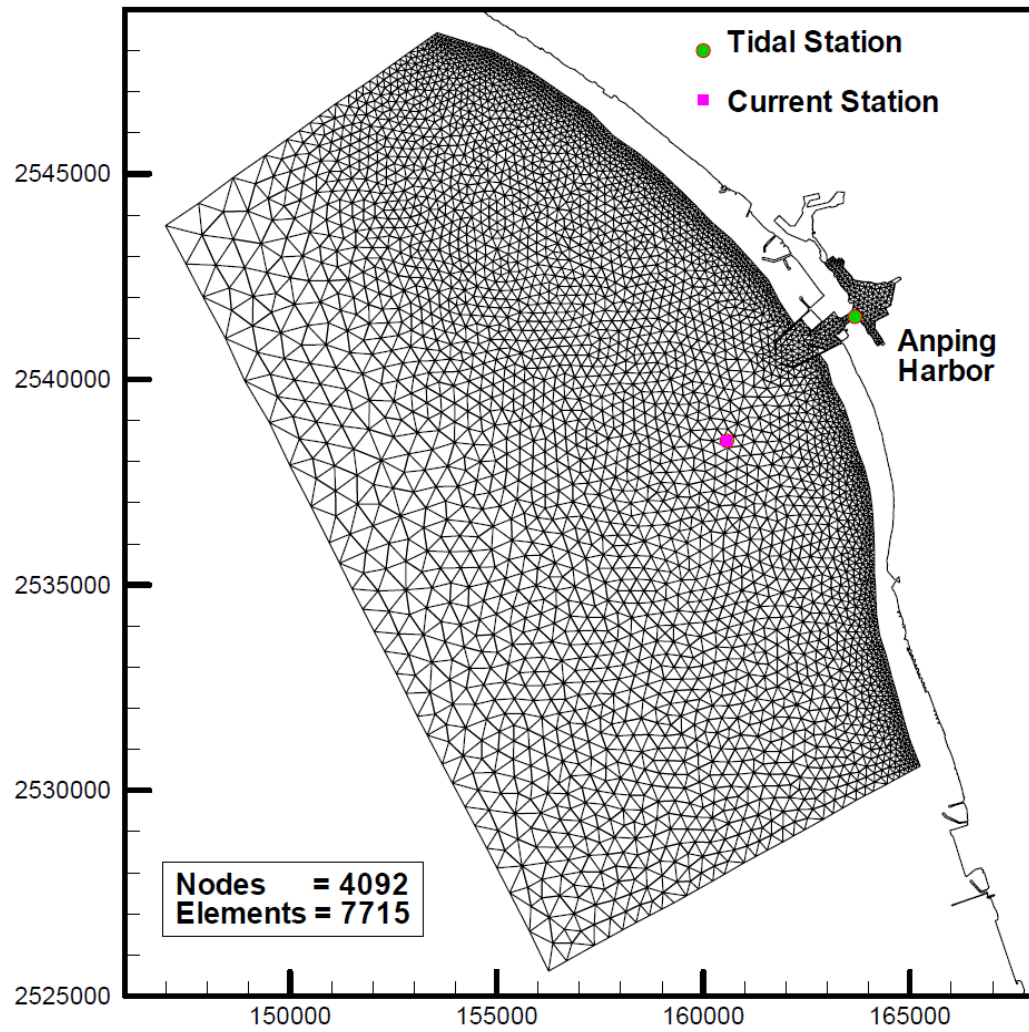 Tidal Station
Current Station
2545000
Anping
Harbor
2540000
2535000
2530000
Nodes = 4092
Elements = 7715
2525000
150000 155000 160000 165000